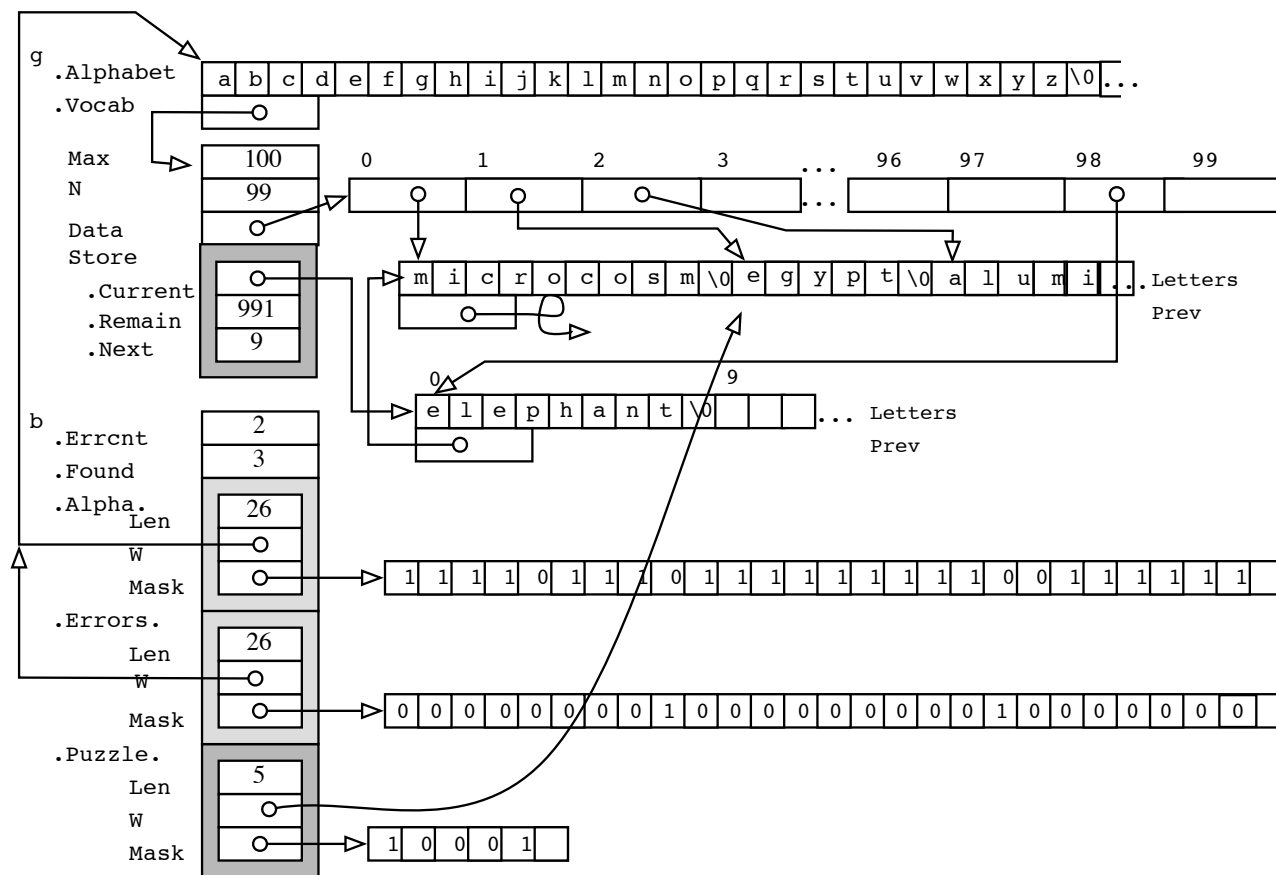 g
.Alphabet a b c d e f g h i j k l m n o p q r s t u v w x y z \0 ...
.Vocab
Max 100 0 1 2 3 ... 96 97 98 99
N 99 ...
Data
Store
m i c r o c o s m \0 e g y p t \0 a l u m i ... Letters
.Current
.Remain 991 Prev
.Next 9
0 9
e l e p h a n t \0 ... Letters
Prev
b
.Errcnt 2
.Found 3
.Alpha.
Len 26
W
Mask 1 1 1 1 0 1 1 1 0 1 1 1 1 1 1 1 1 1 0 0 1 1 1 1 1 1
.Errors.
Len 26
W
Mask 0 0 0 0 0 0 0 0 1 0 0 0 0 0 0 0 0 0 1 0 0 0 0 0 0 0
.Puzzle.
Len 5
W
Mask 1 0 0 0 1